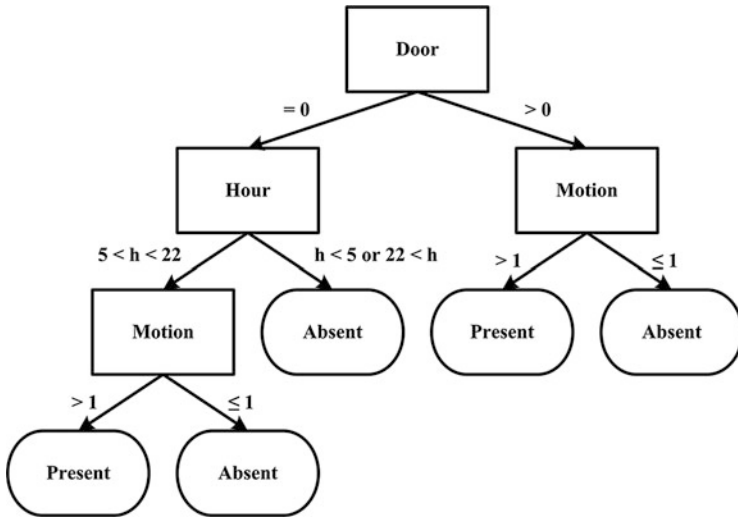 Door
= 0
> 0
Hour
Motion
5 < h < 22
h < 5 or 22 < h
> 1
≤ 1
Motion
Absent
Present
Absent
> 1
≤ 1
Present
Absent